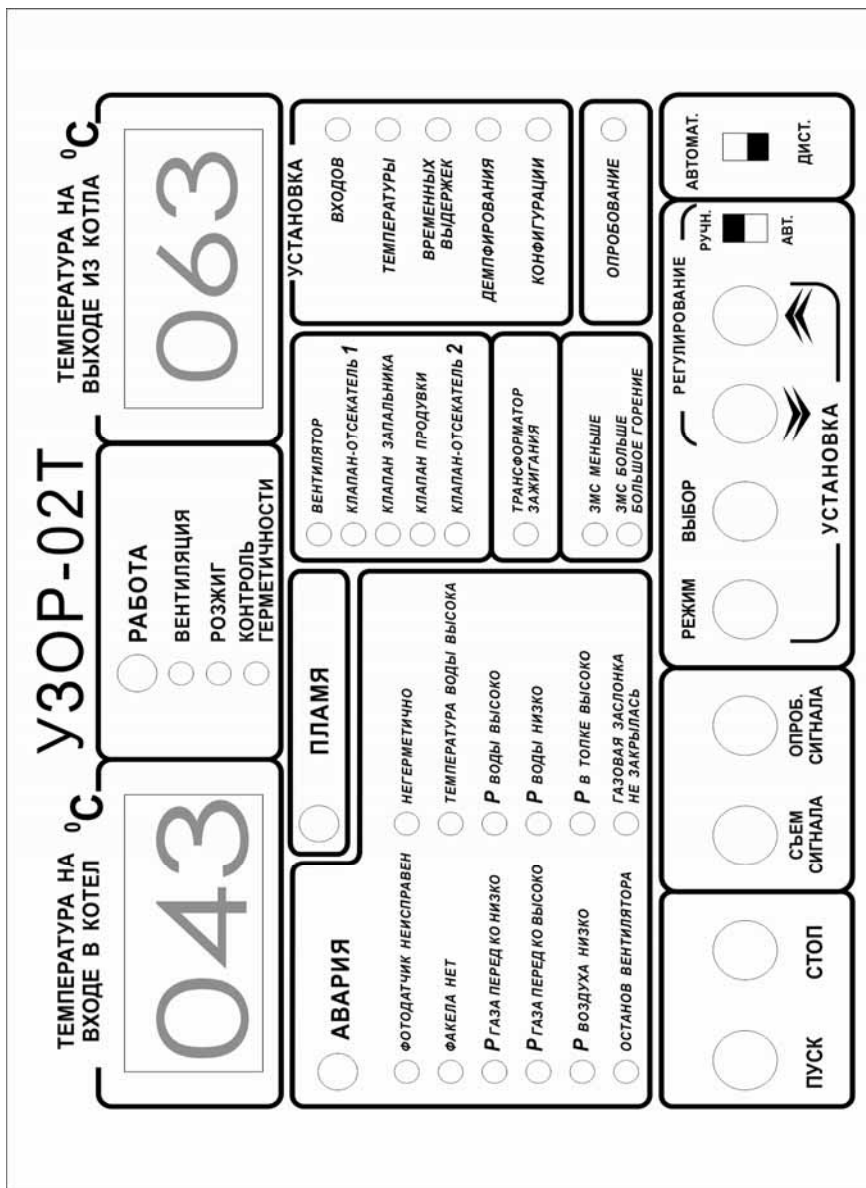 УЗОР-02Т
ТЕМПЕРАТУРА НА
ВХОДЕ В КОТЕЛ
⁰С
043
РАБОТА
ВЕНТИЛЯЦИЯ
РОЗЖИГ
КОНТРОЛЬ
ГЕРМЕТИЧНОСТИ
ТЕМПЕРАТУРА НА
ВЫХОДЕ ИЗ КОТЛА
⁰С
063
АВАРИЯ
ФОТОДАТЧИК НЕИСПРАВЕН
ФАКЕЛА НЕТ
Р ГАЗА ПЕРЕД КО НИЗКО
Р ГАЗА ПЕРЕД КО ВЫСОКО
Р ВОЗДУХА НИЗКО
ОСТАНОВ ВЕНТИЛЯТОРА
НЕГЕРМЕТИЧНО
ТЕМПЕРАТУРА ВОДЫ ВЫСОКА
Р ВОДЫ ВЫСОКО
Р ВОДЫ НИЗКО
Р В ТОПКЕ ВЫСОКО
ГАЗОВАЯ ЗАСЛОНКА
НЕ ЗАКРЫЛАСЬ
ПЛАМЯ
ВЕНТИЛЯТОР
КЛАПАН-ОТСЕКАТЕЛЬ 1
КЛАПАН ЗАПАЛЬНИКА
КЛАПАН ПРОДУВКИ
КЛАПАН-ОТСЕКАТЕЛЬ 2
ТРАНСФОРМАТОР
ЗАЖИГАНИЯ
ЗМС МЕНЬШЕ
ЗМС БОЛЬШЕ
БОЛЬШОЕ ГОРЕНИЕ
УСТАНОВКА
ВХОДОВ
ТЕМПЕРАТУРЫ
ВРЕМЕННЫХ
ВЫДЕРЖЕК
ДЕМПФИРОВАНИЯ
КОНФИГУРАЦИИ
ОПРОБОВАНИЕ
ПУСК
СТОП
СЪЕМ
СИГНАЛА
ОПРОБ.
СИГНАЛА
РЕЖИМ
ВЫБОР
РЕГУЛИРОВАНИЕ
УСТАНОВКА
РУЧН.
АВТ.
АВТОМАТ.
ДИСТ.